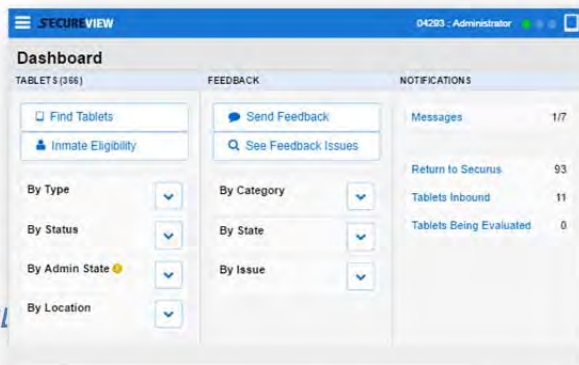 SECUREVIEW
04293 : Administrator
Dashboard
TABLETS (366)
Find Tablets
Inmate Eligibility
By Type
By Status
By Admin State
By Location
FEEDBACK
Send Feedback
See Feedback Issues
By Category
By State
By Issue
NOTIFICATIONS
Messages 1/7
Return to Securus 93
Tablets Inbound 11
Tablets Being Evaluated 0